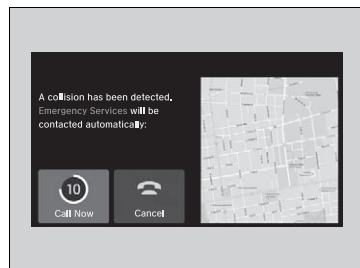 A collision has been detected.
Emergency Services will be
contacted automatically:
10
Call Now
Cancel